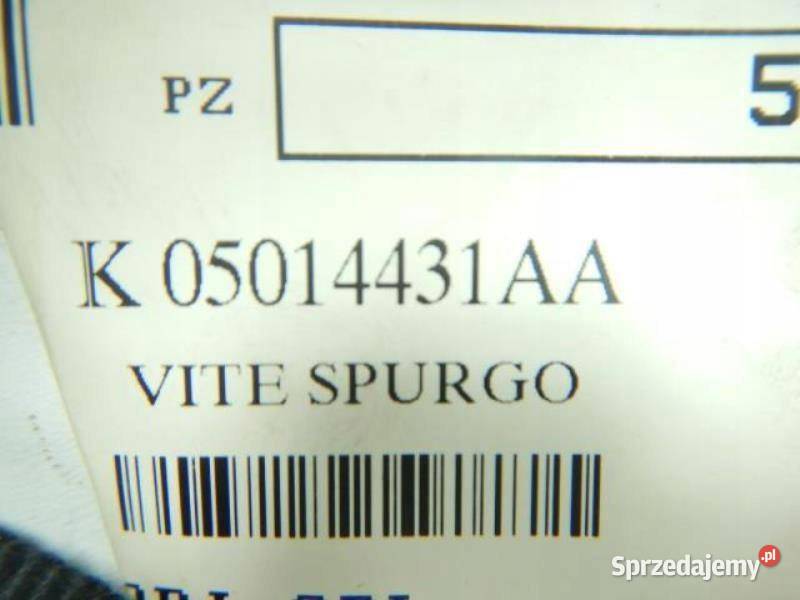 PZ 5
K 05014431AA
VITE SPURGO
Sprzedajemy.pl